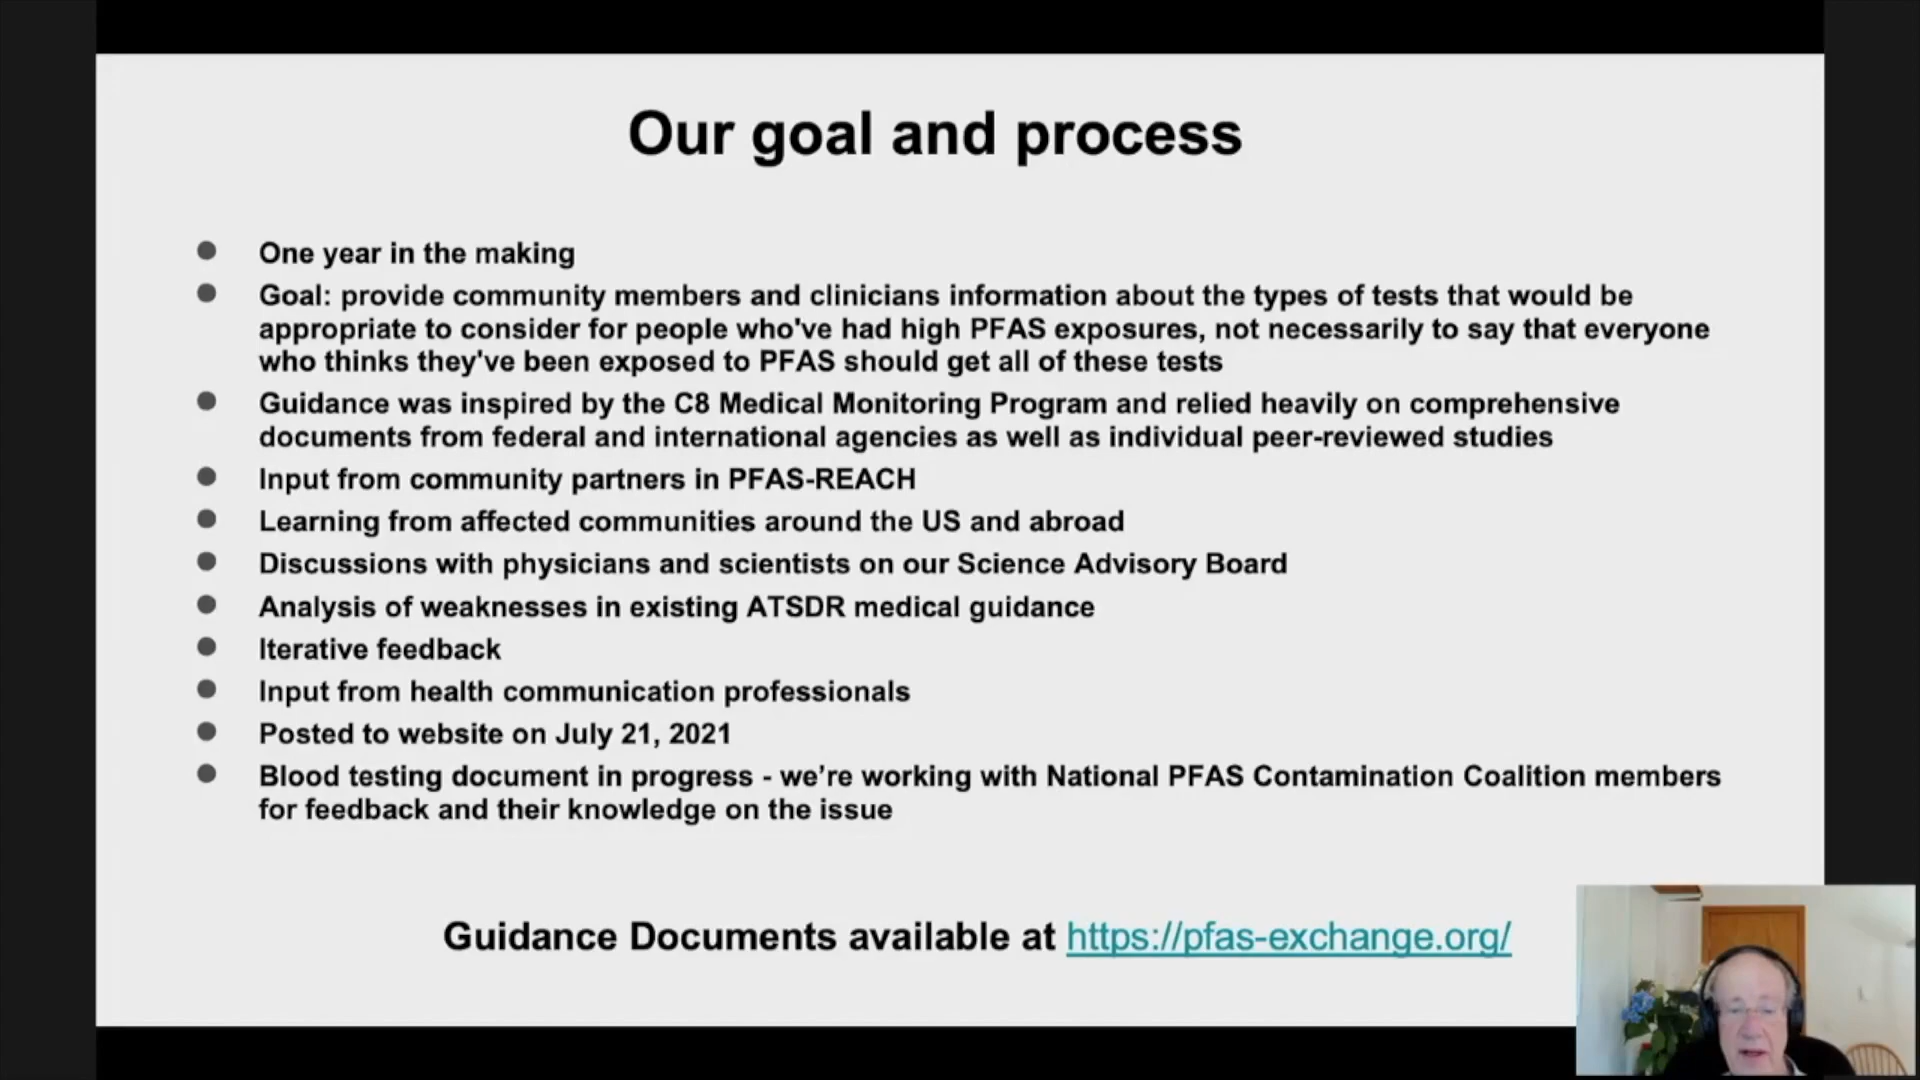 Our goal and process
One year in the making
Goal: provide community members and clinicians information about the types of tests that would be
appropriate to consider for people who've had high PFAS exposures, not necessarily to say that everyone
who thinks they've been exposed to PFAS should get all of these tests
Guidance was inspired by the C8 Medical Monitoring Program and relied heavily on comprehensive
documents from federal and international agencies as well as individual peer-reviewed studies
Input from community partners in PFAS-REACH
Learning from affected communities around the US and abroad
Discussions with physicians and scientists on our Science Advisory Board
Analysis of weaknesses in existing ATSDR medical guidance
Iterative feedback
Input from health communication professionals
Posted to website on July 21, 2021
Blood testing document in progress - we’re working with National PFAS Contamination Coalition members
for feedback and their knowledge on the issue
Guidance Documents available at https://pfas-exchange.org/